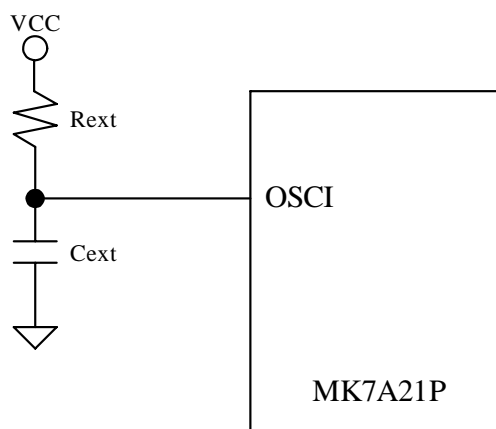 VCC
Rext
OSCI
Cext
MK7A21P